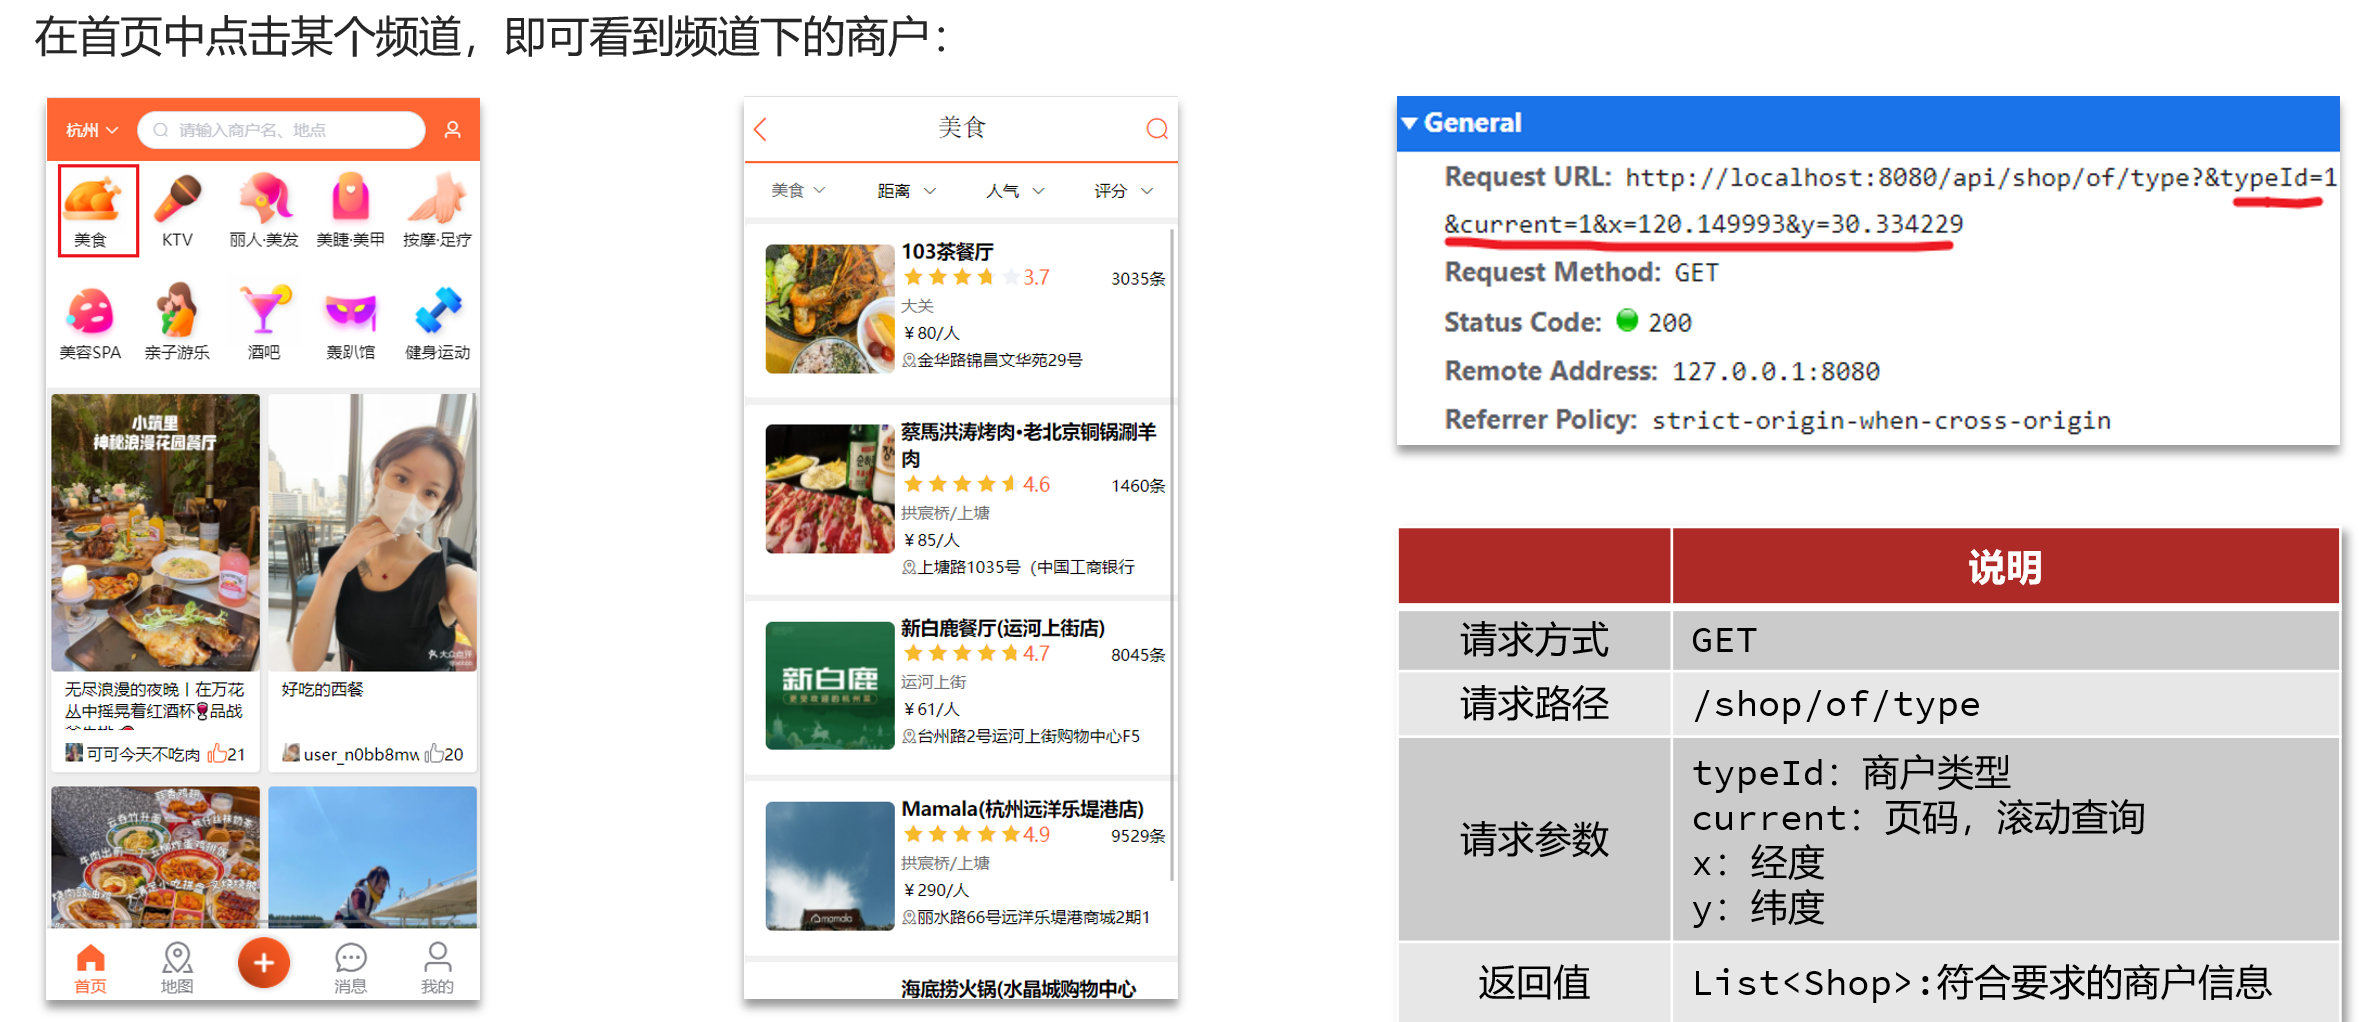 在首页中点击某个频道，即可看到频道下的商户：
杭州
请输入商户名、地点
美食
KTV
丽人·美发
美睫·美甲
按摩·足疗
美容SPA
亲子游乐
酒吧
轰趴馆
健身运动
小筑里
神秘浪漫花园餐厅
大众点评
无尽浪漫的夜晚丨在万花
丛中摇晃着红酒杯🍷品战
可可今天不吃肉
21
好吃的西餐
user_n0bb8mw
20
首页
地图
消息
我的
美食
美食
距离
人气
评分
103茶餐厅
3.7
3035条
大关
￥80/人
金华路锦昌文华苑29号
蔡馬洪涛烤肉·老北京铜锅涮羊
肉
4.6
1460条
拱宸桥/上塘
￥85/人
上塘路1035号（中国工商银行
新白鹿
更受欢迎的杭州菜
新白鹿餐厅(运河上街店)
4.7
8045条
运河上街
￥61/人
台州路2号运河上街购物中心F5
mamala
Mamala(杭州远洋乐堤港店)
4.9
9529条
拱宸桥/上塘
￥290/人
丽水路66号远洋乐堤港商城2期1
海底捞火锅(水晶城购物中心
General
Request URL: http://localhost:8080/api/shop/of/type?&typeId=1
&current=1&x=120.149993&y=30.334229
Request Method: GET
Status Code: 200
Remote Address: 127.0.0.1:8080
Referrer Policy: strict-origin-when-cross-origin
说明
请求方式
GET
请求路径
/shop/of/type
请求参数
typeId：商户类型
current：页码，滚动查询
x：经度
y：纬度
返回值
List<Shop>:符合要求的商户信息